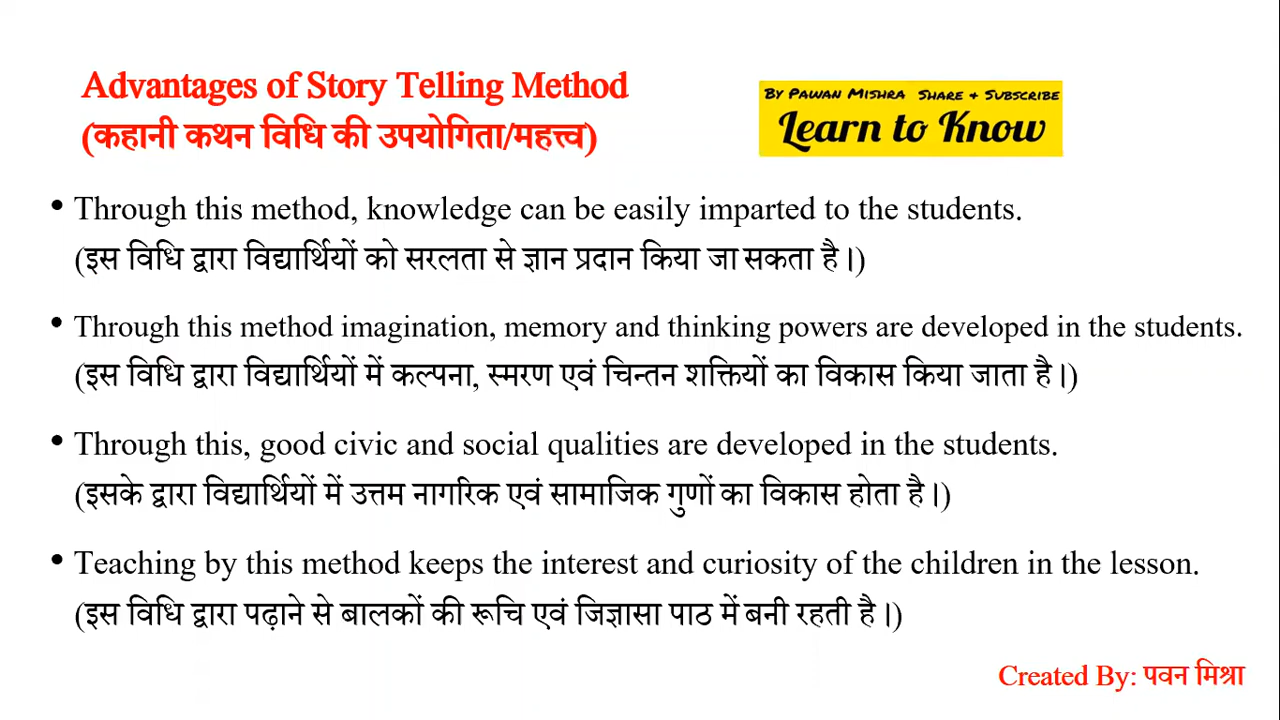 Advantages of Story Telling Method
(कहानी कथन विधि की उपयोगिता/महत्त्व)
By Pawan Mishra Share & Subscribe
Learn to Know
• Through this method, knowledge can be easily imparted to the students.
(इस विधि द्वारा विद्यार्थियों को सरलता से ज्ञान प्रदान किया जा सकता है।)
• Through this method imagination, memory and thinking powers are developed in the students.
(इस विधि द्वारा विद्यार्थियों में कल्पना, स्मरण एवं चिन्तन शक्तियों का विकास किया जाता है।)
• Through this, good civic and social qualities are developed in the students.
(इसके द्वारा विद्यार्थियों में उत्तम नागरिक एवं सामाजिक गुणों का विकास होता है।)
• Teaching by this method keeps the interest and curiosity of the children in the lesson.
(इस विधि द्वारा पढ़ाने से बालकों की रूचि एवं जिज्ञासा पाठ में बनी रहती है।)
Created By: पवन मिश्रा